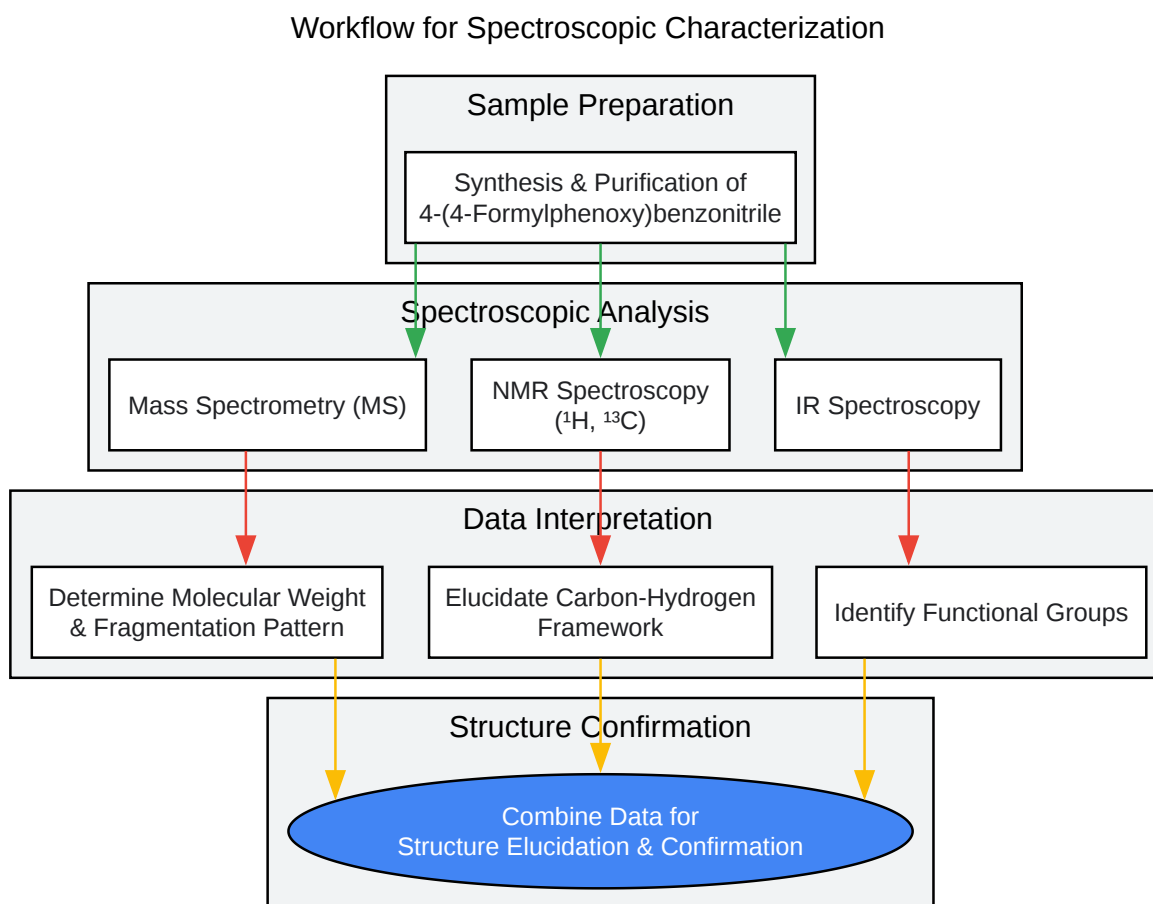 Workflow for Spectroscopic Characterization
Sample Preparation
Synthesis & Purification of
4-(4-Formylphenoxy)benzonitrile
Spectroscopic Analysis
Mass Spectrometry (MS)
NMR Spectroscopy
(¹H, ¹³C)
IR Spectroscopy
Data Interpretation
Determine Molecular Weight
& Fragmentation Pattern
Elucidate Carbon-Hydrogen
Framework
Identify Functional Groups
Structure Confirmation
Combine Data for
Structure Elucidation & Confirmation